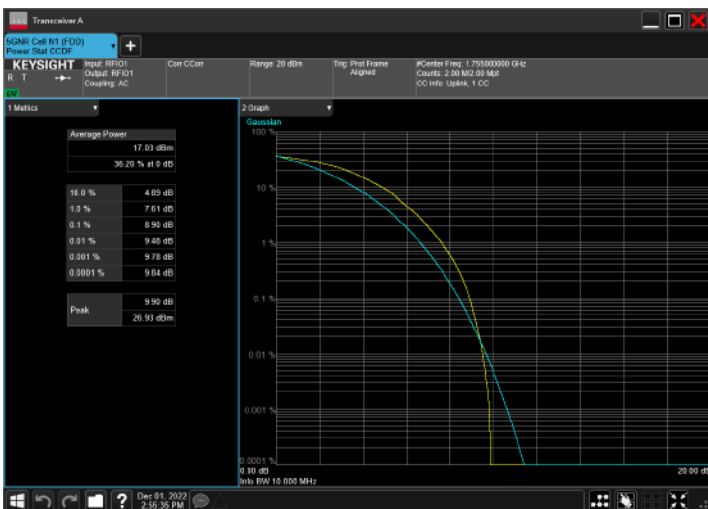 Transceiver A
5GNR Cell N1 (FDD)
Power Stat CCDF
KEYSIGHT
R T
Input: RFIO1
Output: RFIO1
Coupling: AC
Corr CCorr
Range: 20 dBm
Trig: Prot Frame
Aligned
#Center Freq: 1.755000000 GHz
Counts: 2.00 M/2.00 Mpt
CC Info: Uplink, 1 CC
1 Metrics
Average Power
17.03 dBm
36.20 % at 0 dB
10.0 % 4.89 dB
1.0 % 7.61 dB
0.1 % 8.90 dB
0.01 % 9.48 dB
0.001 % 9.78 dB
0.0001 % 9.84 dB
Peak
9.90 dB
26.93 dBm
2 Graph
Gaussian
100 %
10 %
1 %
0.1 %
0.01 %
0.001 %
0.0001 %
0.00 dB
20.00 d
Info BW 10.000 MHz
Dec 01, 2022
2:55:35 PM